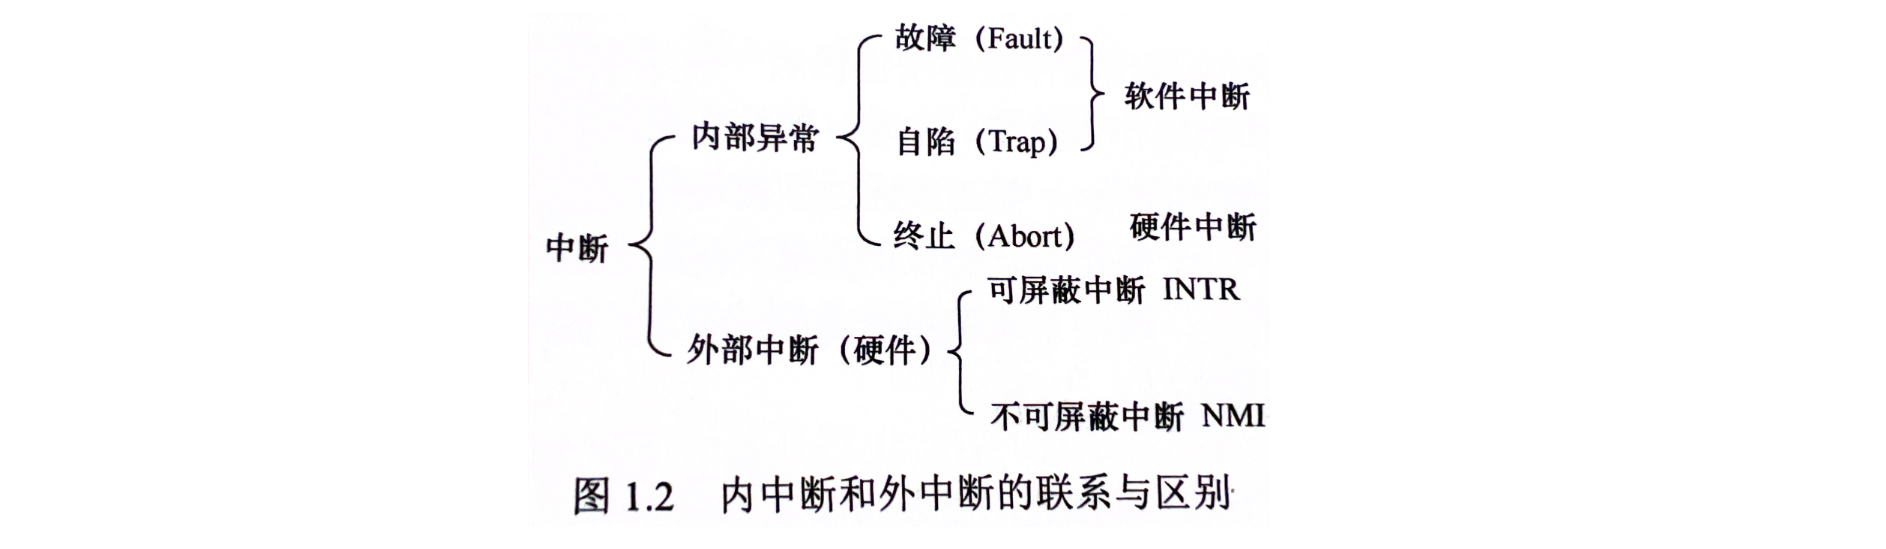 故障（Fault）
软件中断
内部异常
自陷（Trap）
终止（Abort）
硬件中断
中断
可屏蔽中断 INTR
外部中断（硬件）
不可屏蔽中断 NMI
图 1.2 内中断和外中断的联系与区别